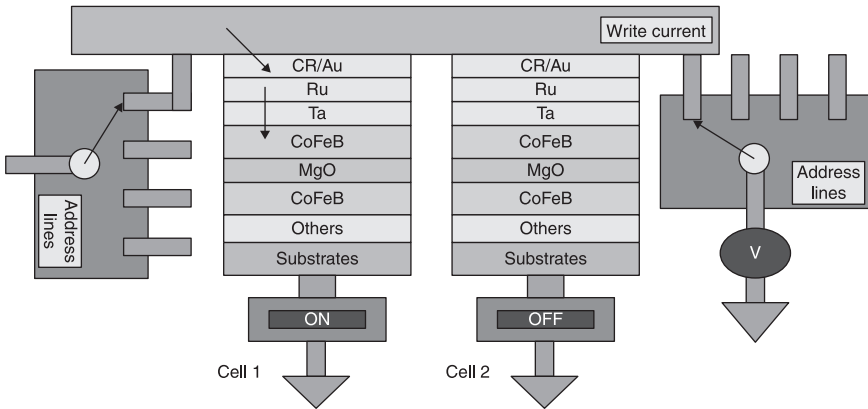 Write current
CR/Au
Ru
Ta
CoFeB
MgO
CoFeB
Others
Substrates
ON
Cell 1
CR/Au
Ru
Ta
CoFeB
MgO
CoFeB
Others
Substrates
OFF
Cell 2
Address
lines
Address
lines
V